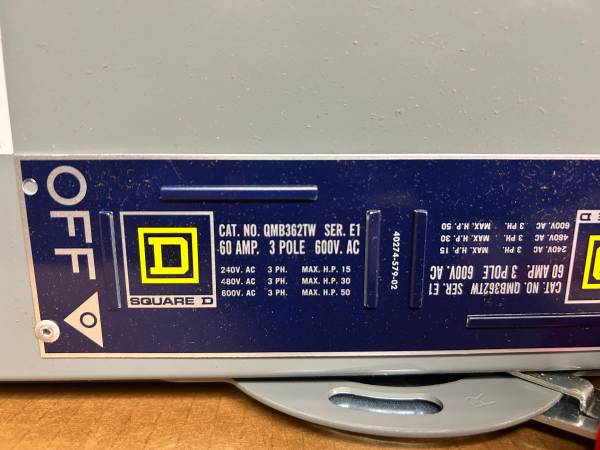 OFF
O
D
SQUARE D
CAT. NO. QMB362TW SER. E1
60 AMP. 3 POLE 600V. AC
240V. AC 3 PH. MAX. H.P. 15
480V. AC 3 PH. MAX. H.P. 30
600V. AC 3 PH. MAX. H.P. 50
40274-579-02
CAT. NO. QMB362TW SER. E1
60 AMP. 3 POLE 600V. AC
240V. AC 3 PH. MAX. H.P. 15
480V. AC 3 PH. MAX. H.P. 30
600V. AC 3 PH. MAX. H.P. 50
E D